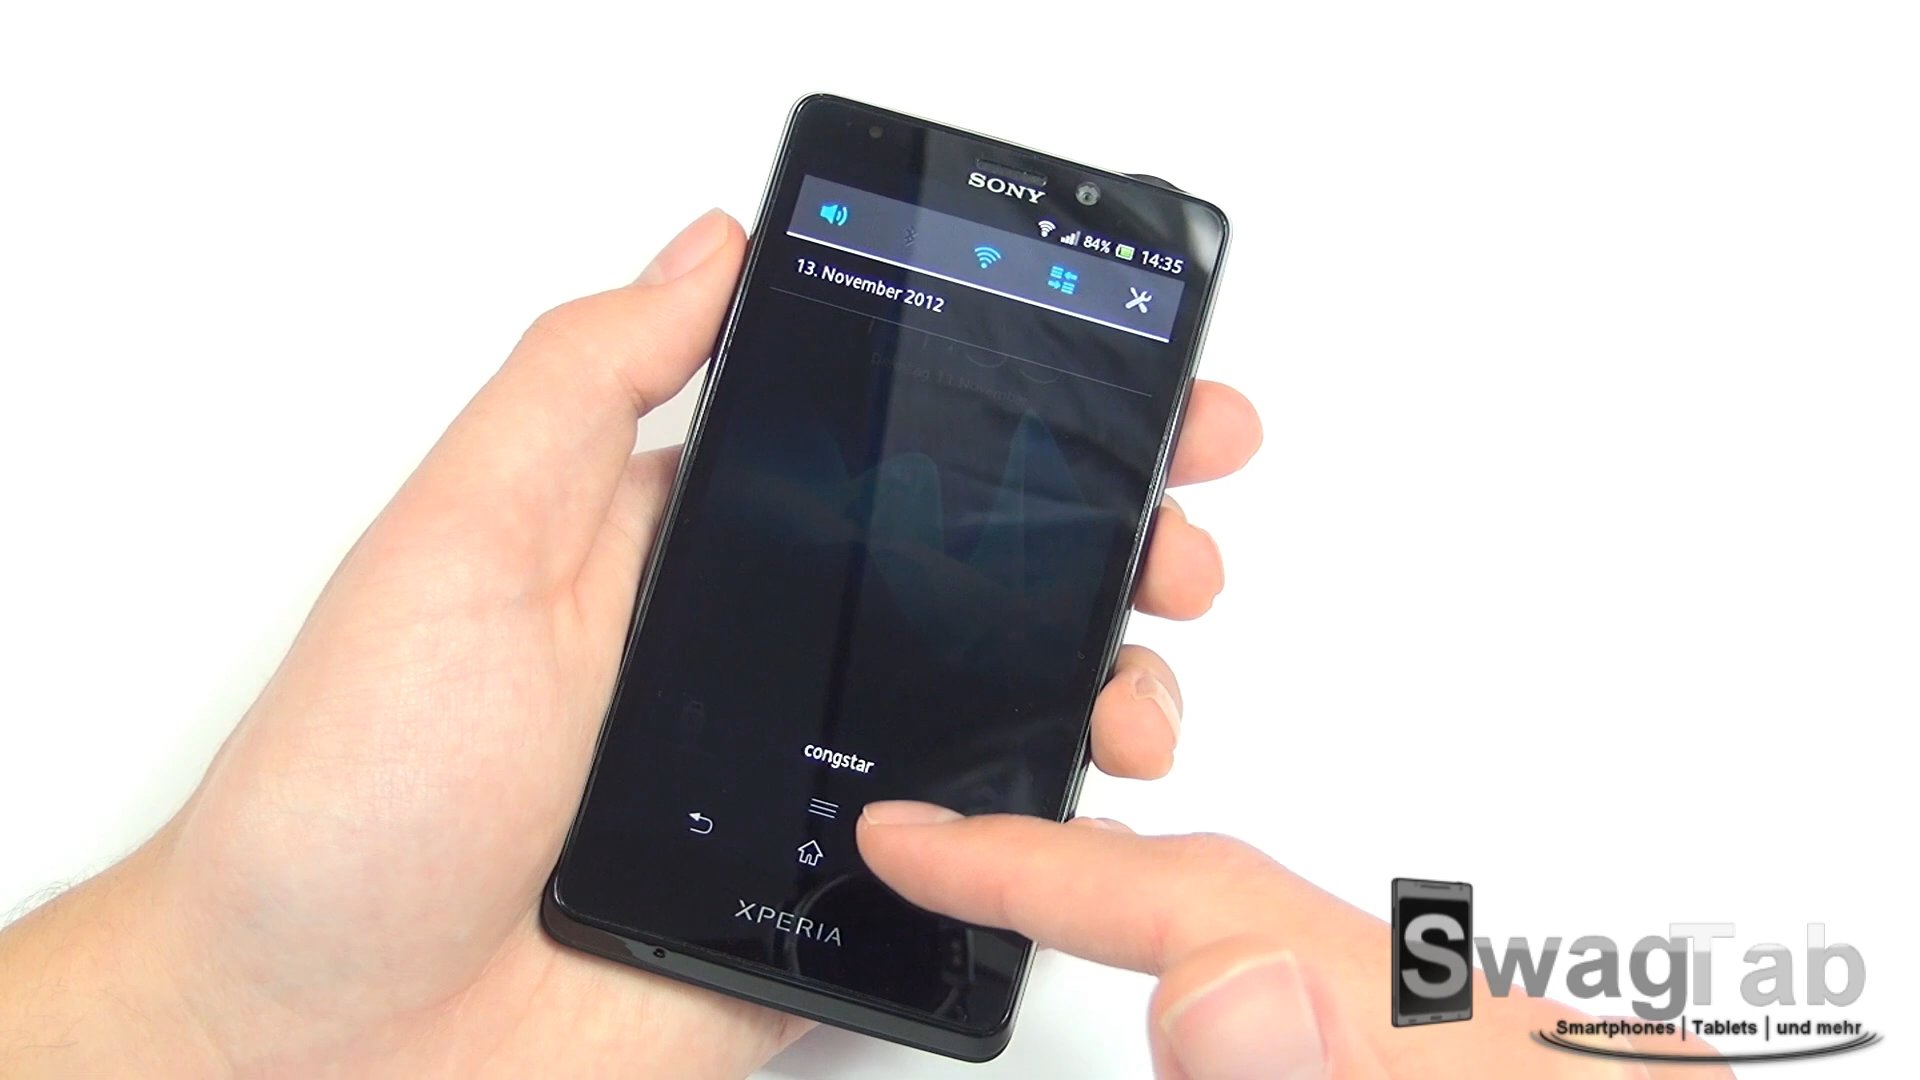 SONY
84% 14:35
13. November 2012
congstar
XPERIA
SwagTab
Smartphones | Tablets | und mehr